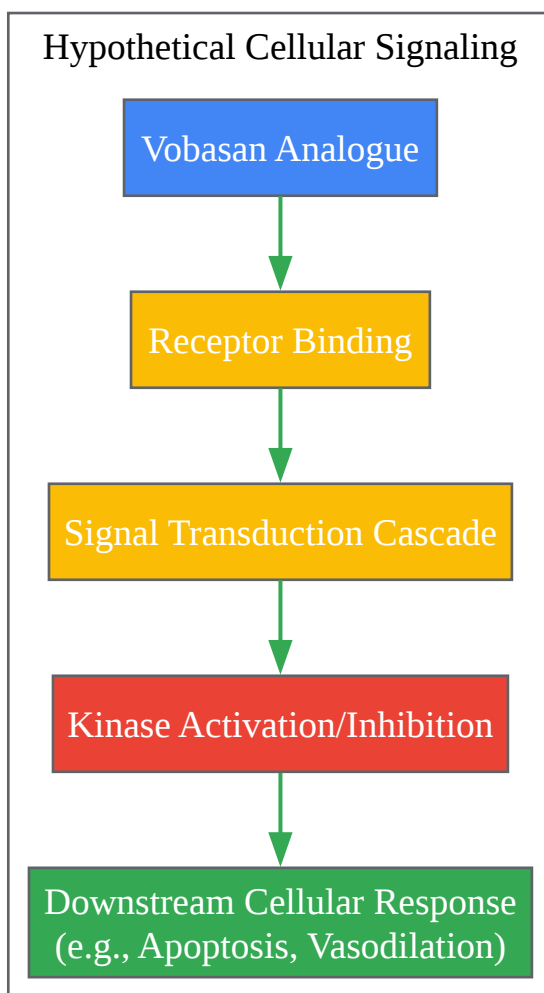 Hypothetical Cellular Signaling
Vobasan Analogue
Receptor Binding
Signal Transduction Cascade
Kinase Activation/Inhibition
Downstream Cellular Response
(e.g., Apoptosis, Vasodilation)